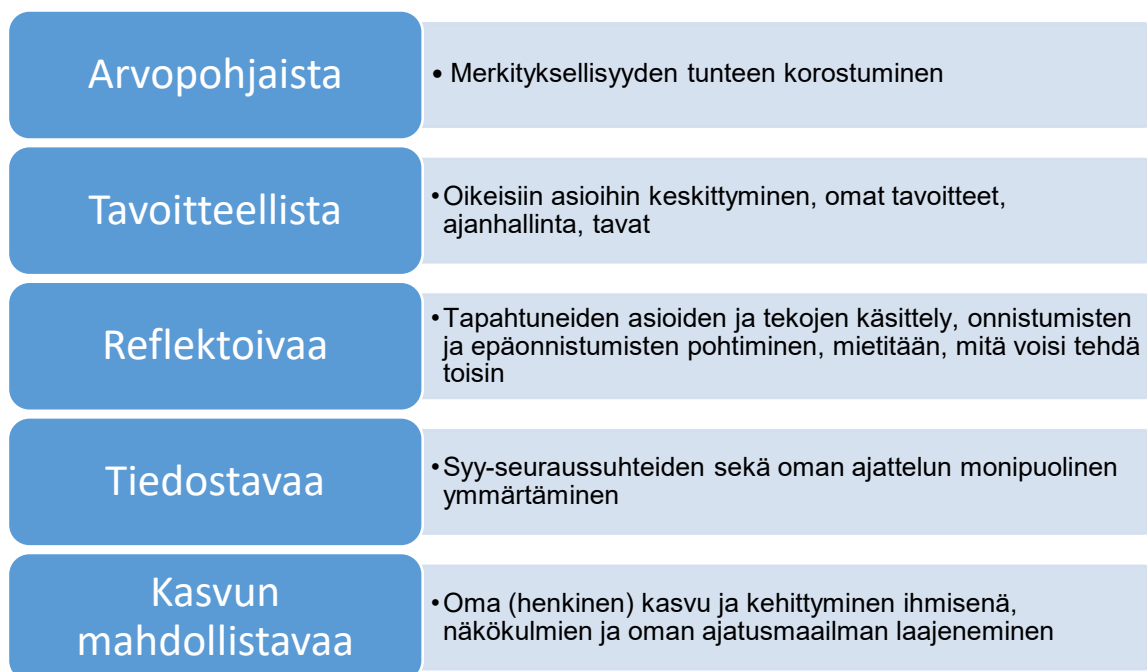 Arvopohjaista
• Merkityksellisyyden tunteen korostuminen
Tavoitteellista
•Oikeisiin asioihin keskittyminen, omat tavoitteet,
ajanhallinta, tavat
Reflektoivaa
•Tapahtuneiden asioiden ja tekojen käsittely, onnistumisten
ja epäonnistumisten pohtiminen, mietitään, mitä voisi tehdä
toisin
Tiedostavaa
•Syy-seuraussuhteiden sekä oman ajattelun monipuolinen
ymmärtäminen
Kasvun
mahdollistavaa
•Oma (henkinen) kasvu ja kehittyminen ihmisenä,
näkökulmien ja oman ajatusmaailman laajeneminen